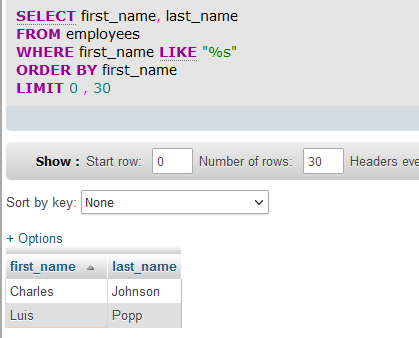 SELECT first_name, last_name
FROM employees
WHERE first_name LIKE "%s"
ORDER BY first_name
LIMIT 0 , 30
Show : Start row: 0 Number of rows: 30 Headers eve
Sort by key: None
+ Options
first_name last_name
Charles Johnson
Luis Popp